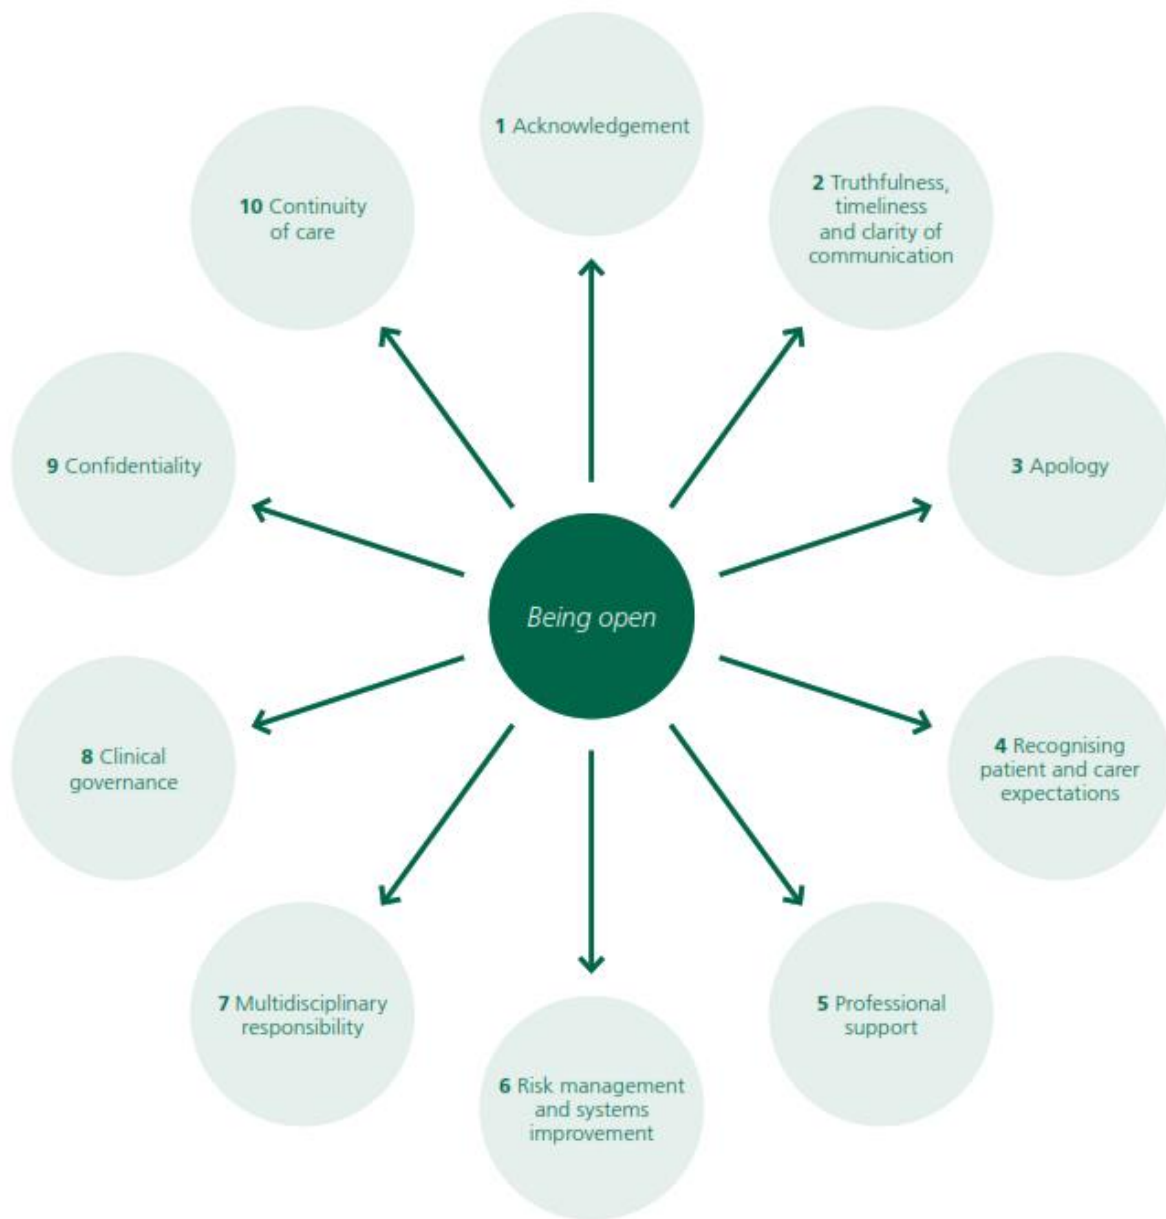 1 Acknowledgement
2 Truthfulness,
timeliness
and clarity of
communication
3 Apology
4 Recognising
patient and carer
expectations
5 Professional
support
6 Risk management
and systems
improvement
7 Multidisciplinary
responsibility
8 Clinical
governance
9 Confidentiality
10 Continuity
of care
Being open